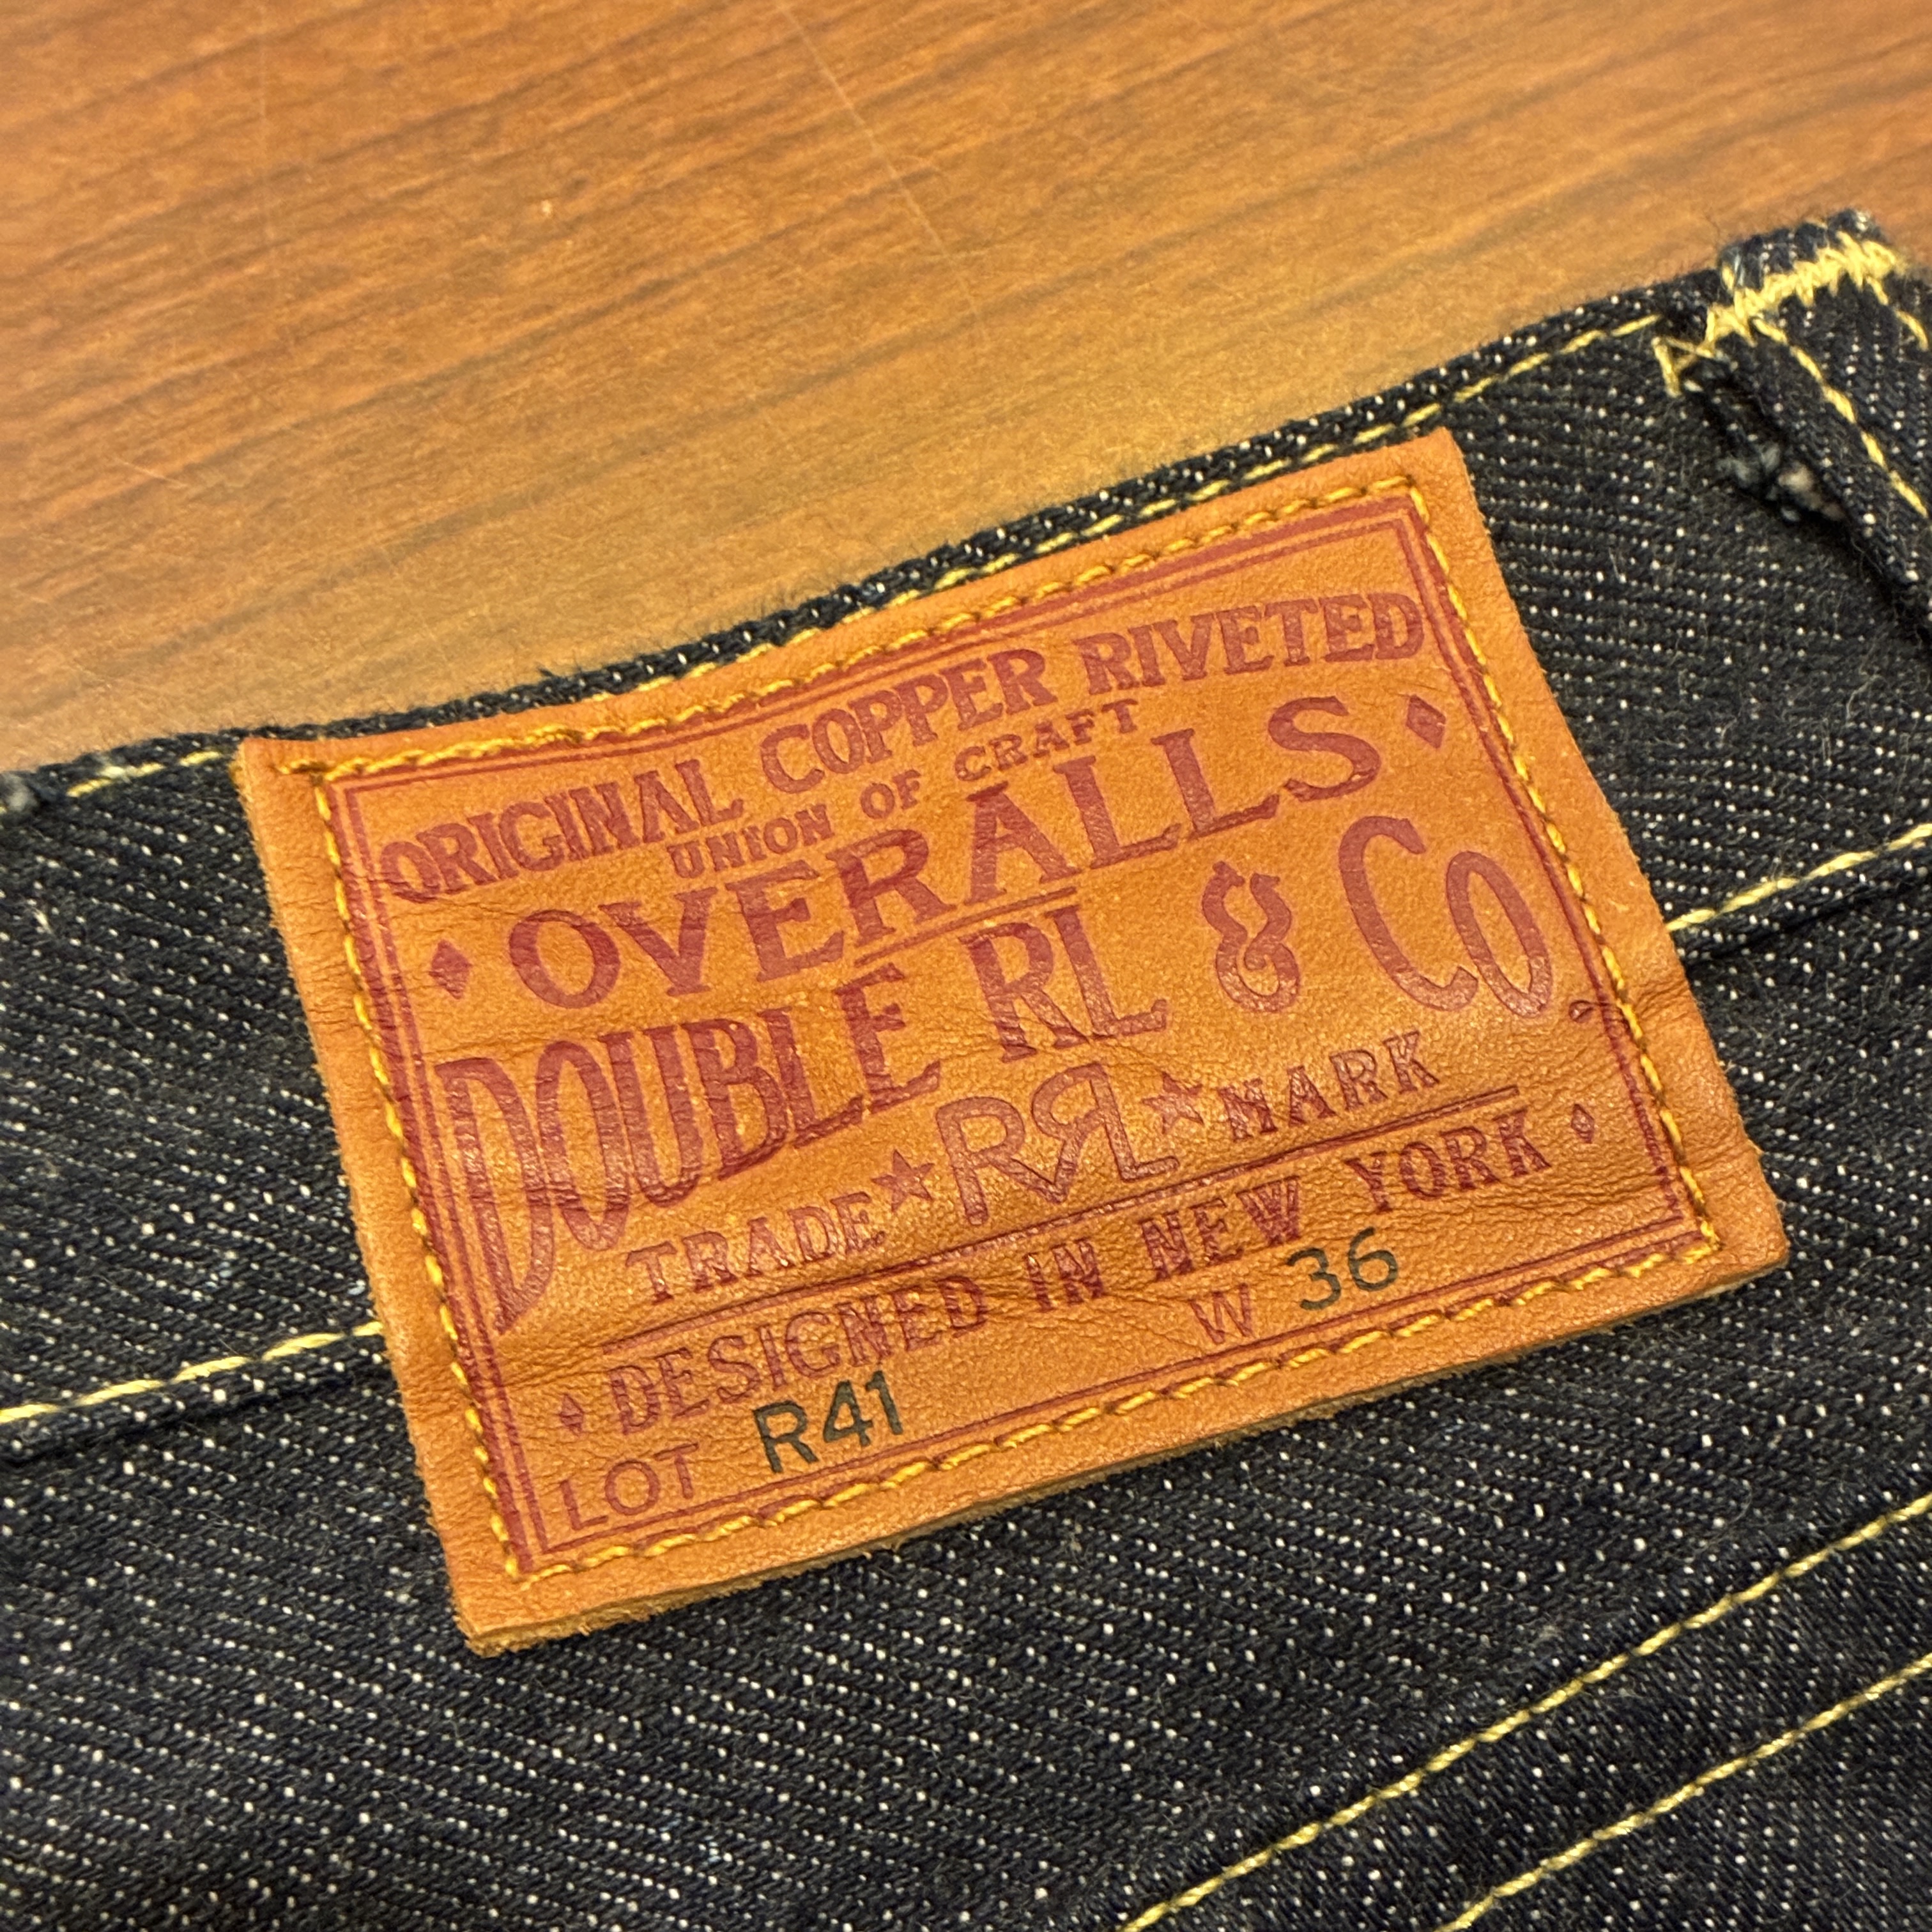 ORIGINAL COPPER RIVETED
UNION OF CRAFT
OVERALLS
DOUBLE RL & CO.
TRADE★RRL★MARK
DESIGNED IN NEW YORK
LOT R41 W 36